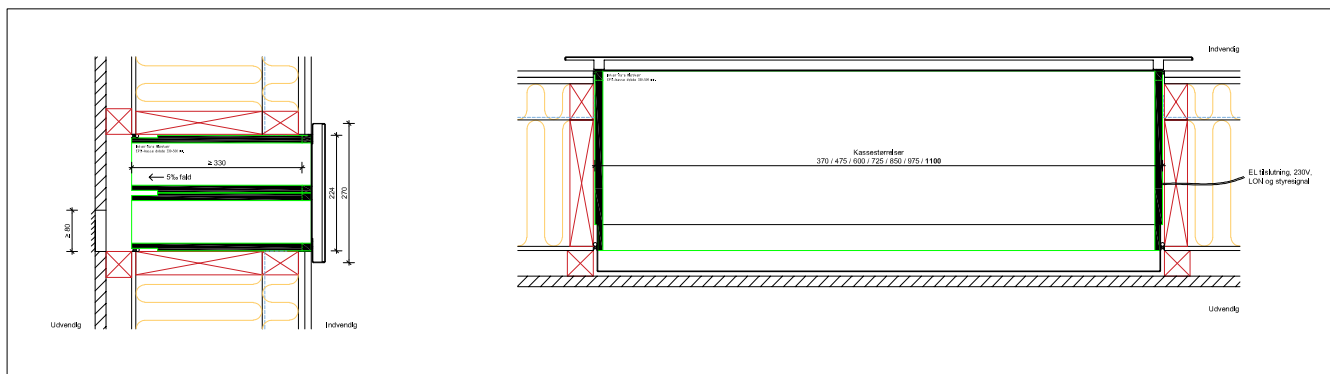 ≥ 330
5‰ fald
≥ 80
224
270
Udvendig
Indvendig
Indvendig
Kassestørrelser
370 / 475 / 600 / 725 / 850 / 975 / 1100
EL tilslutning, 230V,
LON og styresignal
Udvendig